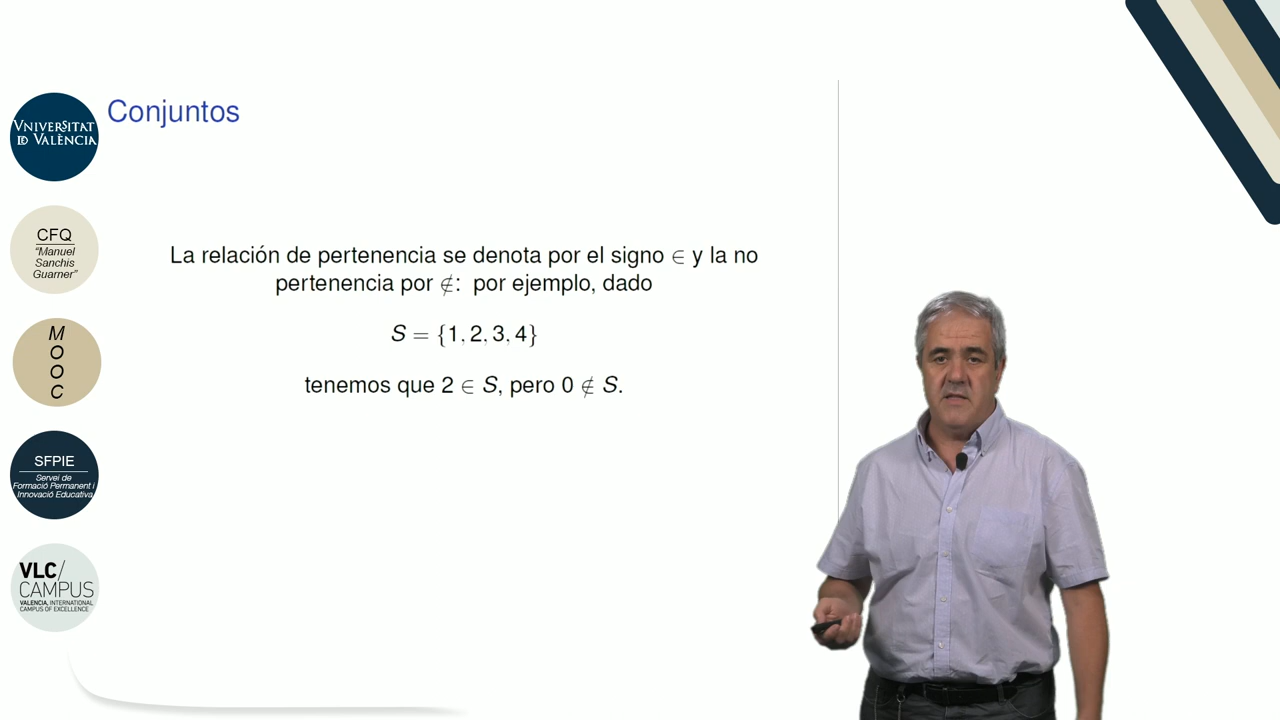 Conjuntos
VNIVERSITAT
ID VALÈNCIA
CFQ
“Manuel
Sanchis
Guarner”
M
O
O
C
SFPIE
Servei de
Formació Permanent i
Innovació Educativa
VLC/
CAMPUS
VALENCIA, INTERNATIONAL
CAMPUS OF EXCELLENCE
La relación de pertenencia se denota por el signo ∈ y la no
pertenencia por ∉: por ejemplo, dado
S = {1, 2, 3, 4}
tenemos que 2 ∈ S, pero 0 ∉ S.